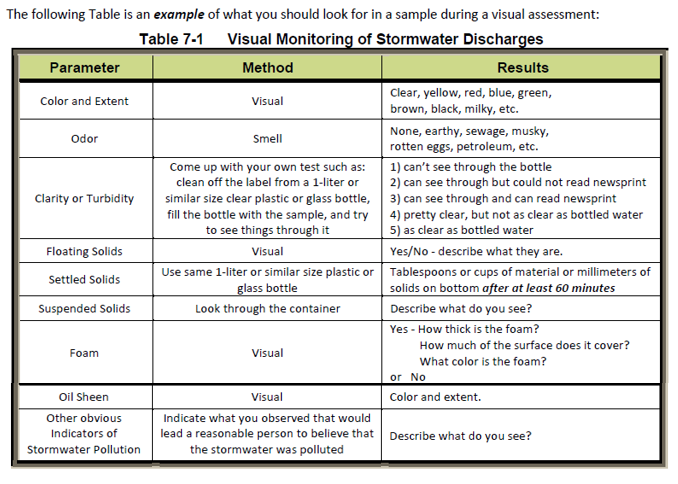 The following Table is an example of what you should look for in a sample during a visual assessment:
Table 7-1 Visual Monitoring of Stormwater Discharges
Parameter Method Results
Color and Extent
Visual
Clear, yellow, red, blue, green,
brown, black, milky, etc.
Odor
Smell
None, earthy, sewage, musky,
rotten eggs, petroleum, etc.
Clarity or Turbidity
Come up with your own test such as:
clean off the label from a 1-liter or
similar size clear plastic or glass bottle,
fill the bottle with the sample, and try
to see things through it
1) can’t see through the bottle
2) can see through but could not read newsprint
3) can see through and can read newsprint
4) pretty clear, but not as clear as bottled water
5) as clear as bottled water
Floating Solids
Visual
Yes/No - describe what they are.
Settled Solids
Use same 1-liter or similar size plastic or
glass bottle
Tablespoons or cups of material or millimeters of
solids on bottom after at least 60 minutes
Suspended Solids
Look through the container
Describe what do you see?
Foam
Visual
Yes - How thick is the foam?
How much of the surface does it cover?
What color is the foam?
or No
Oil Sheen
Visual
Color and extent.
Other obvious
Indicators of
Stormwater Pollution
Indicate what you observed that would
lead a reasonable person to believe that
the stormwater was polluted
Describe what do you see?